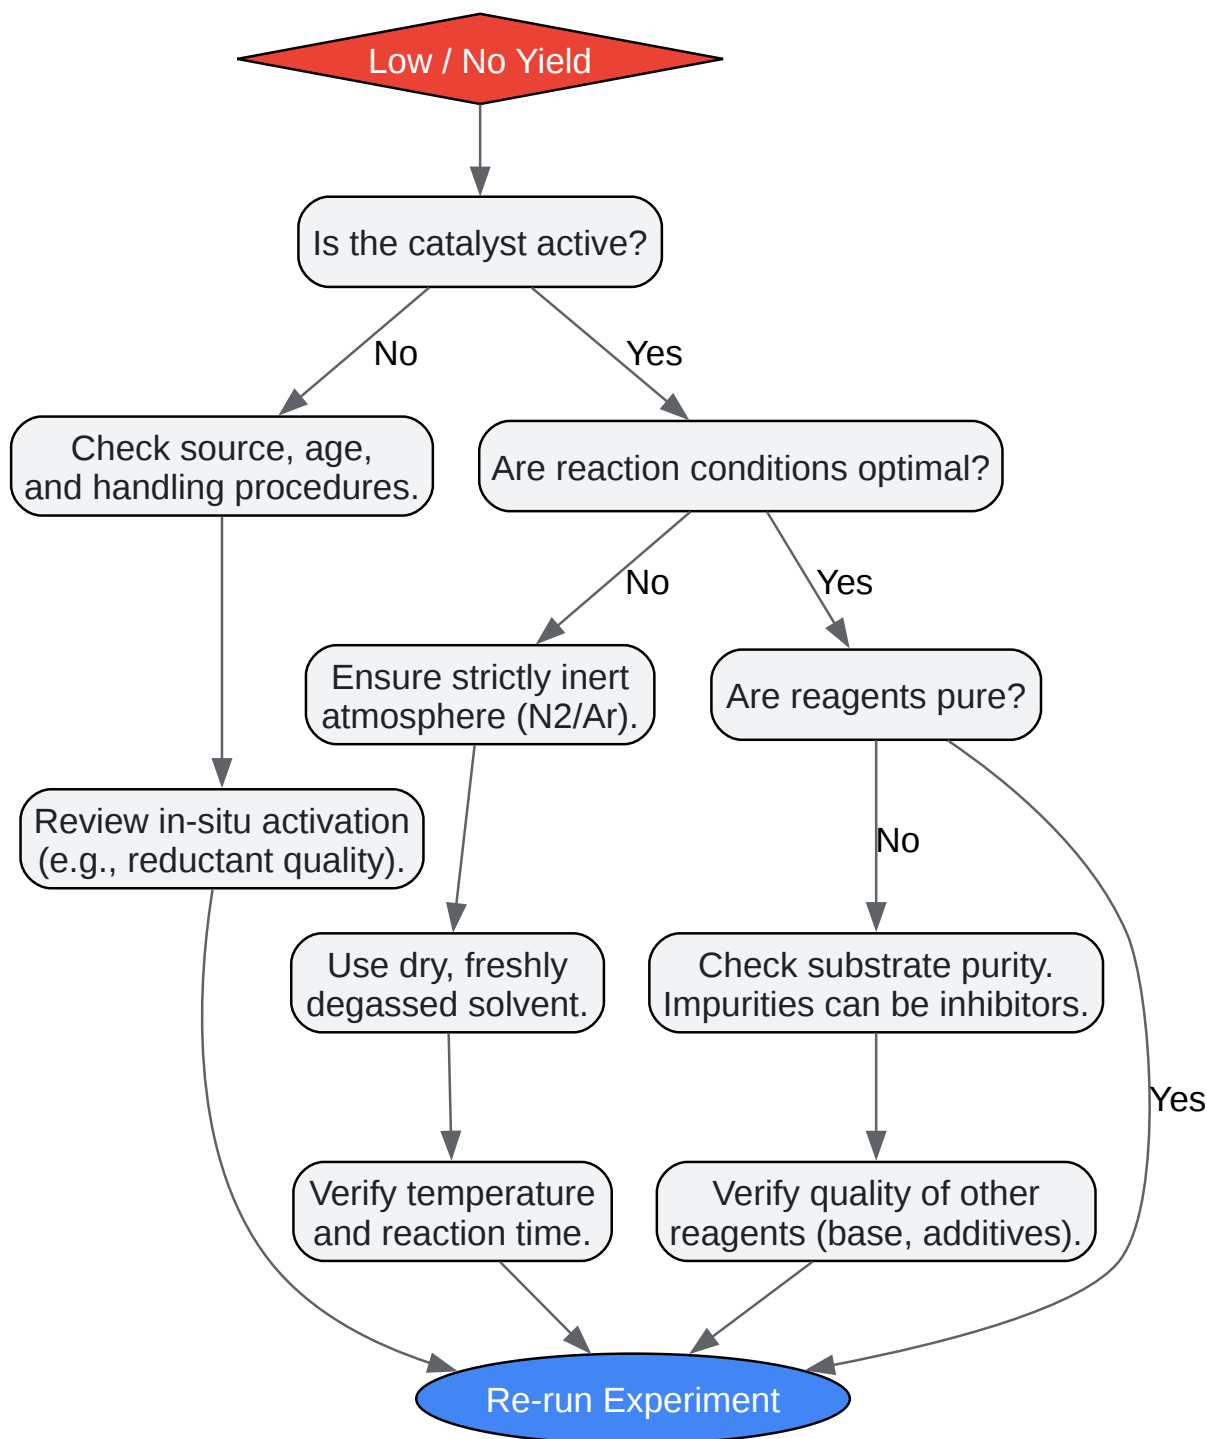 Low / No Yield
Is the catalyst active?
No
Yes
Check source, age,
and handling procedures.
Are reaction conditions optimal?
No
Yes
Ensure strictly inert
atmosphere (N2/Ar).
Are reagents pure?
Review in-situ activation
(e.g., reductant quality).
No
Use dry, freshly
degassed solvent.
Check substrate purity.
Impurities can be inhibitors.
Yes
Verify temperature
and reaction time.
Verify quality of other
reagents (base, additives).
Re-run Experiment